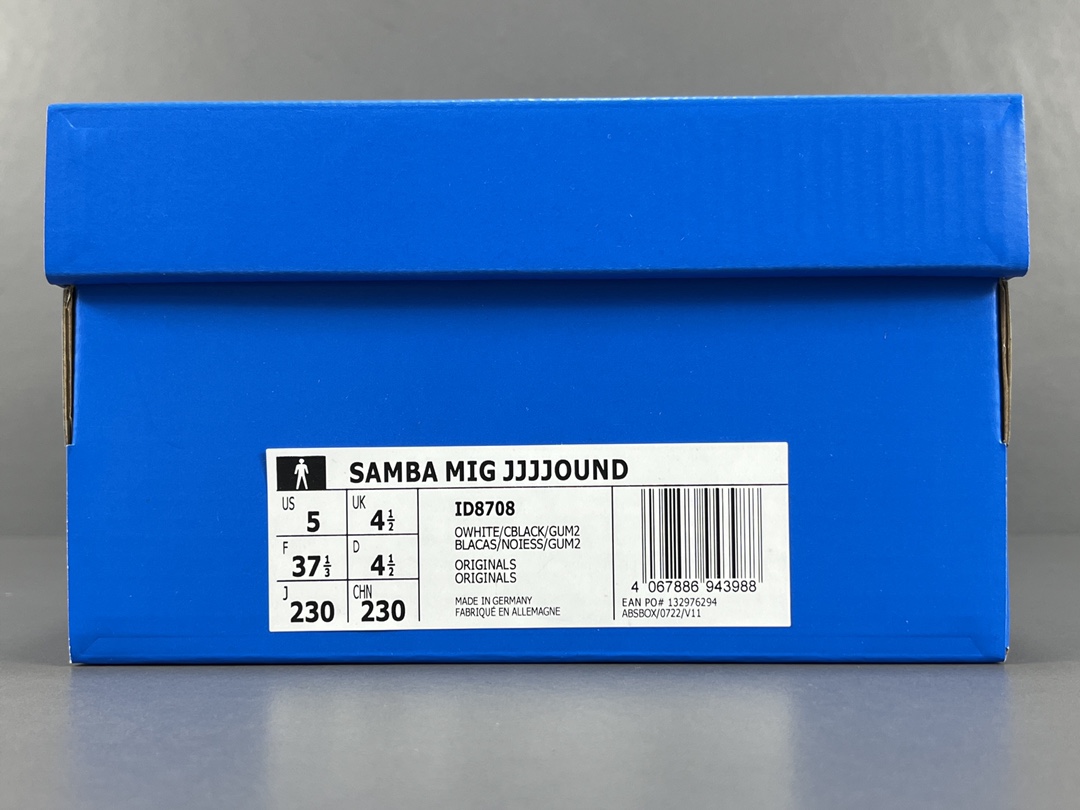 SAMBA MIG JJJJOUND
US 5 UK 4½
F 37⅓ D 4½
J 230 CHN 230
ID8708
OWHITE/CBLACK/GUM2
BLACAS/NOIESS/GUM2
ORIGINALS
ORIGINALS
MADE IN GERMANY
FABRIQUÉ EN ALLEMAGNE
4 067886 943988
EAN PO# 132976294
ABSBOX/0722/V11